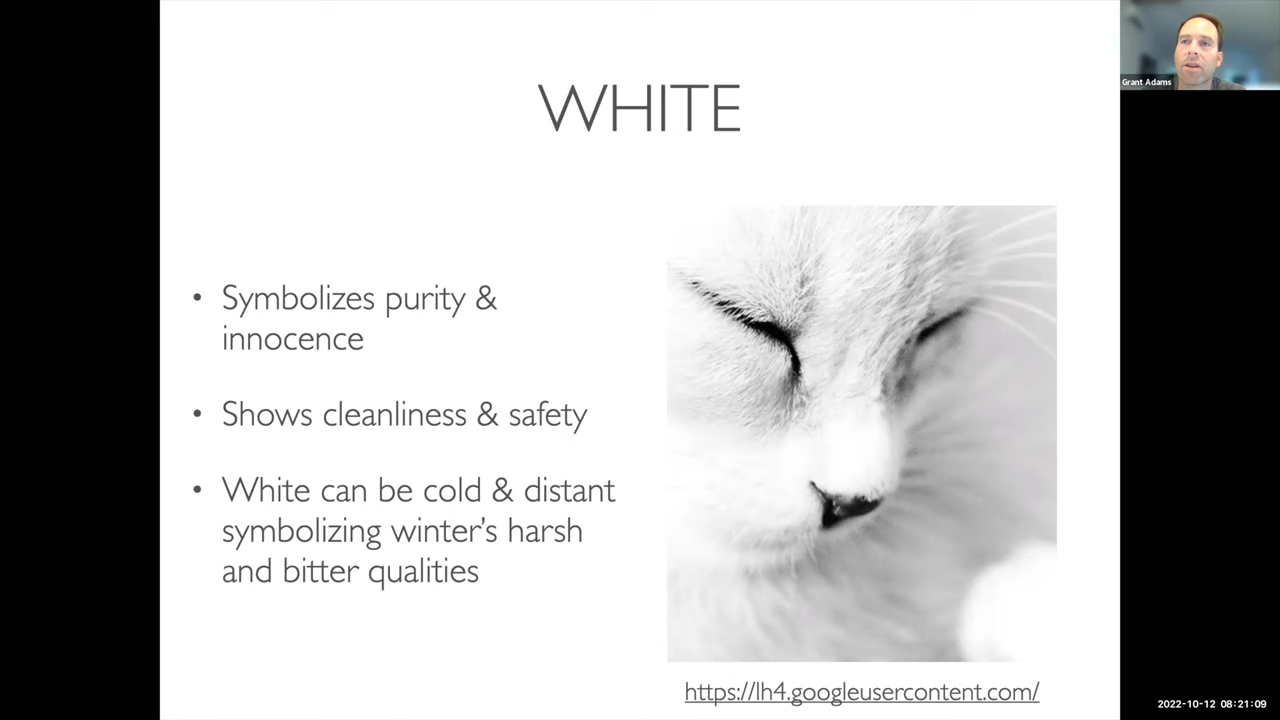 WHITE
Grant Adams
• Symbolizes purity &
innocence
• Shows cleanliness & safety
• White can be cold & distant
symbolizing winter’s harsh
and bitter qualities
https://lh4.googleusercontent.com/
2022-10-12 08:21:09